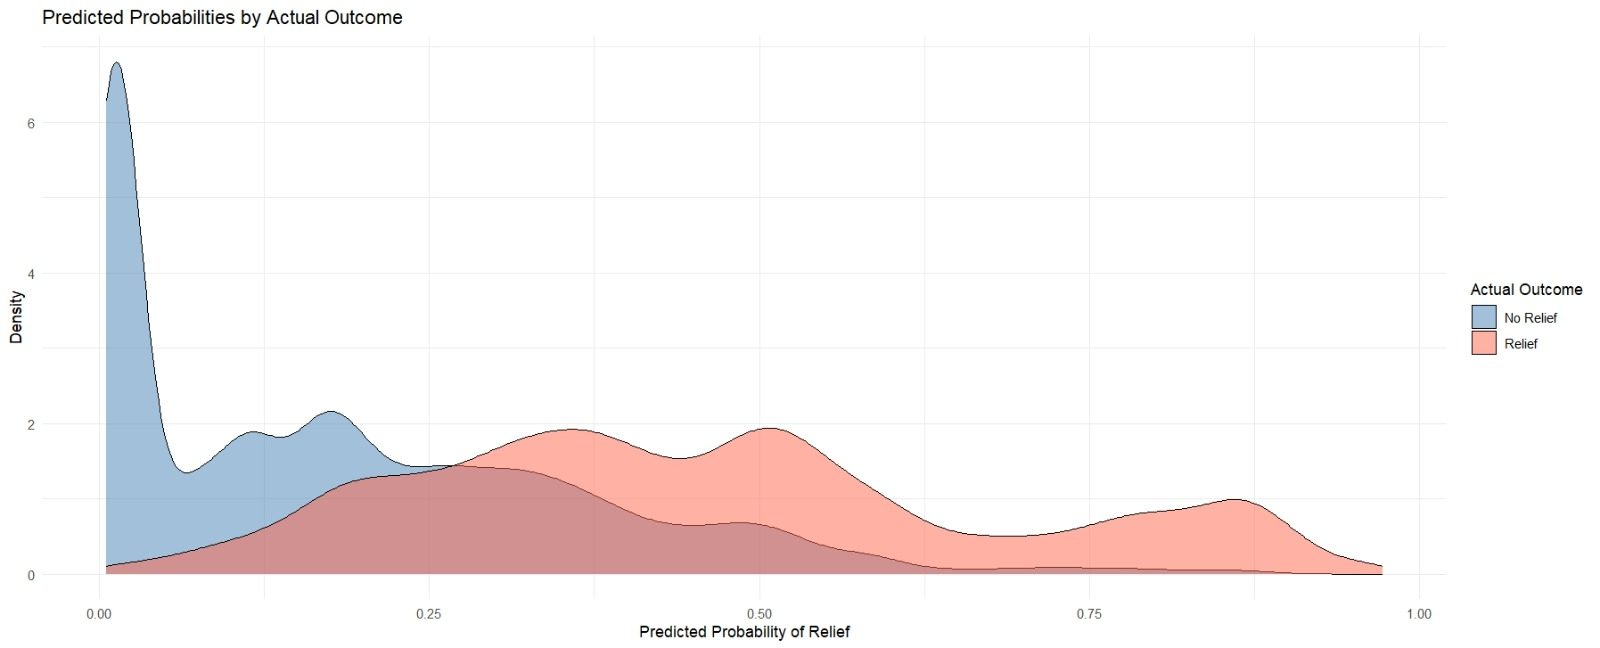 Predicted Probabilities by Actual Outcome
6
4
2
0
Density
0.00 0.25 0.50 0.75 1.00
Predicted Probability of Relief
Actual Outcome
No Relief
Relief